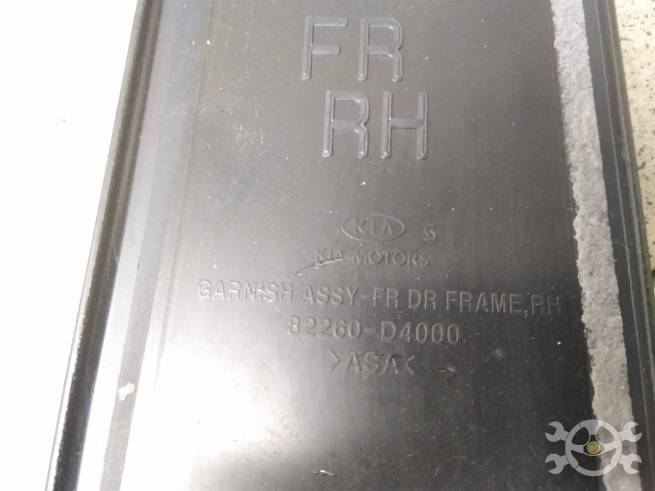 FR
RH
KIA S
KIA MOTORS
GARNISH ASSY-FR DR FRAME,RH
82260-D4000
>ASA<